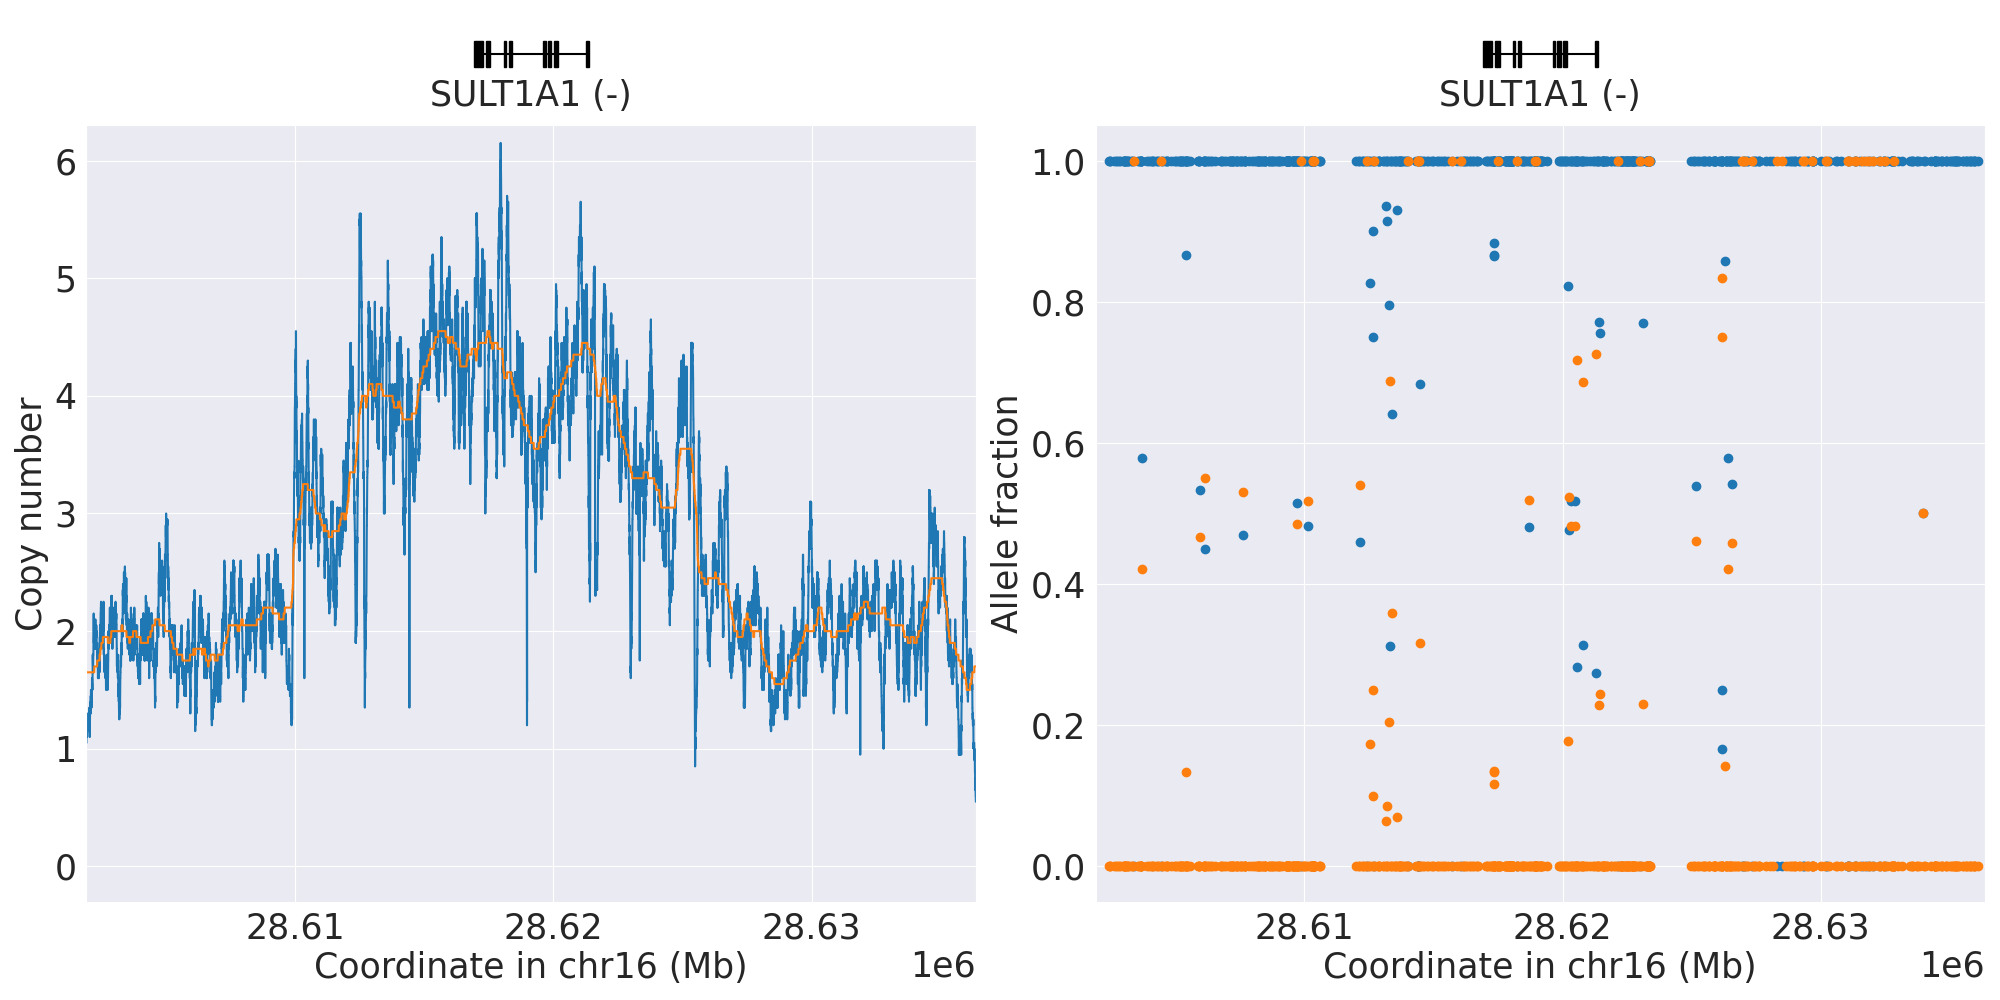 SULT1A1 (-)
Copy number
6
5
4
3
2
1
0
28.61 28.62 28.63
Coordinate in chr16 (Mb) 1e6
SULT1A1 (-)
Allele fraction
1.0
0.8
0.6
0.4
0.2
0.0
28.61 28.62 28.63
Coordinate in chr16 (Mb) 1e6